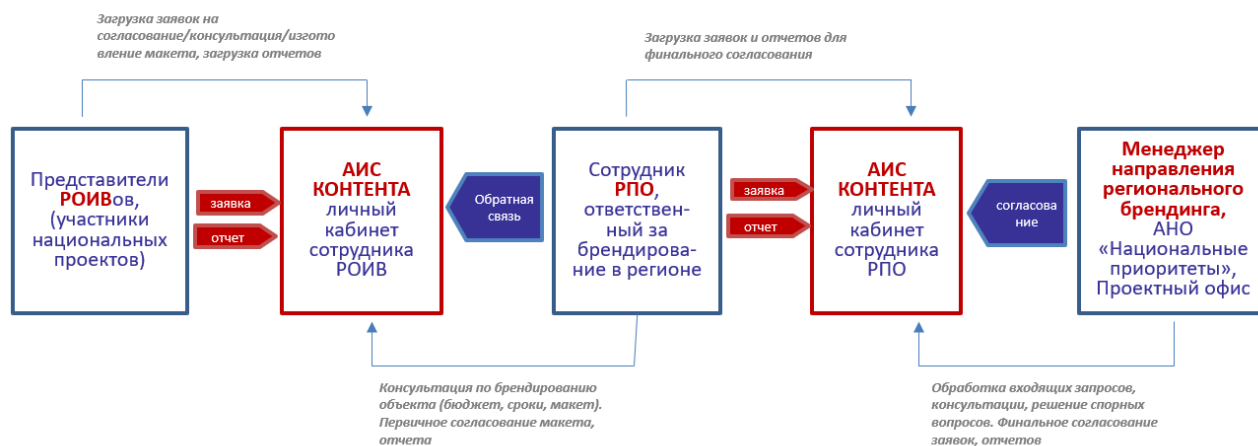 Загрузка заявок на
согласование/консультация/изгото
вление макета, загрузка отчетов
Загрузка заявок и отчетов для
финального согласования
Представители
РОИВов,
(участники
национальных
проектов)
заявка
отчет
АИС
КОНТЕНТА
личный
кабинет
сотрудника
РОИВ
Обратная
связь
Сотрудник
РПО,
ответствен-
ный за
брендирова-
ние в регионе
заявка
отчет
АИС
КОНТЕНТА
личный
кабинет
сотрудника
РПО
согласова
ние
Менеджер
направления
регионального
брендинга,
АНО
«Национальные
приоритеты»,
Проектный офис
Консультация по брендированию
объекта (бюджет, сроки, макет).
Первичное согласование макета,
отчета
Обработка входящих запросов,
консультации, решение спорных
вопросов. Финальное согласование
заявок, отчетов